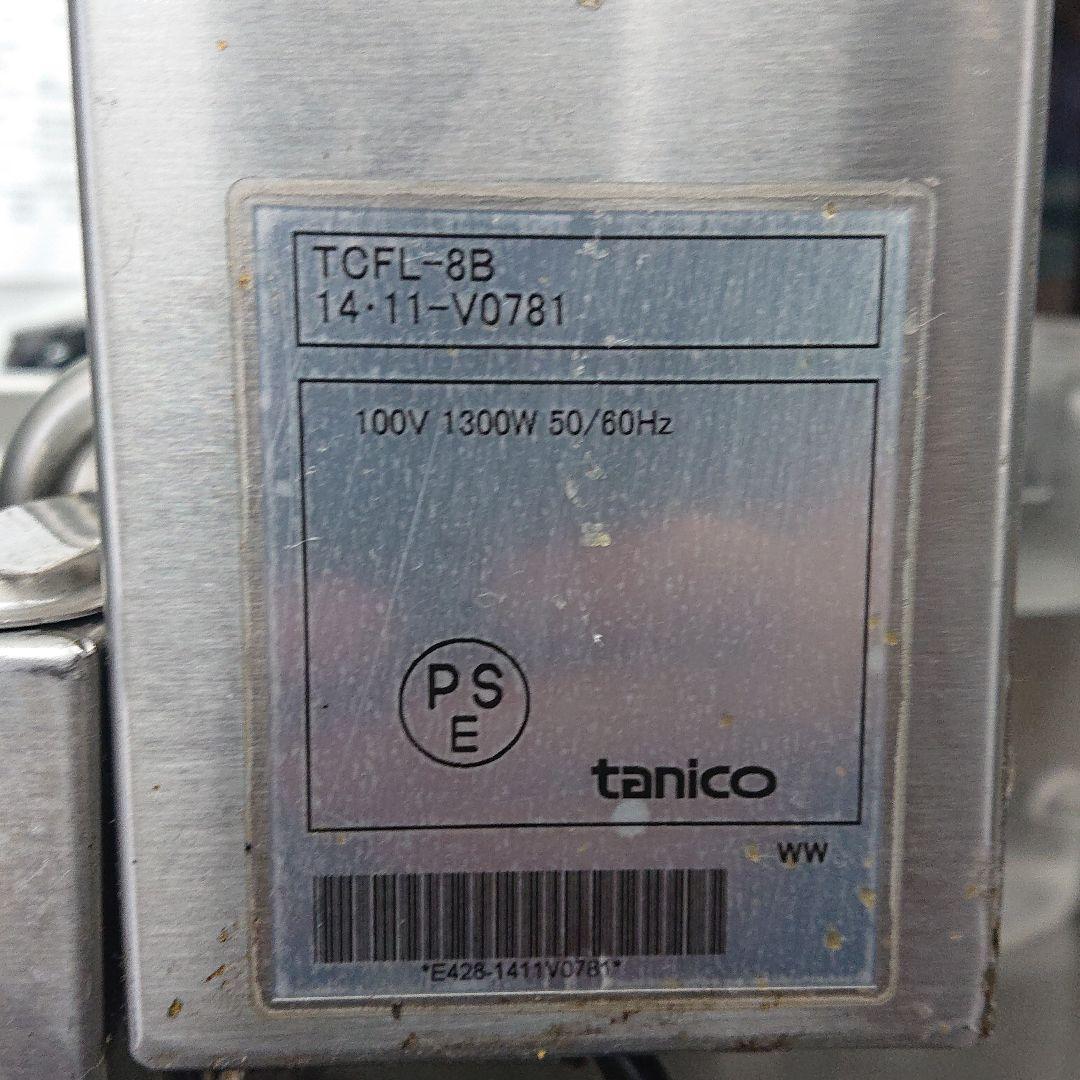 TCFL-8B
14·11-V0781
100V 1300W 50/60Hz
PS
E
tanico
WW
*E428-1411V0781*